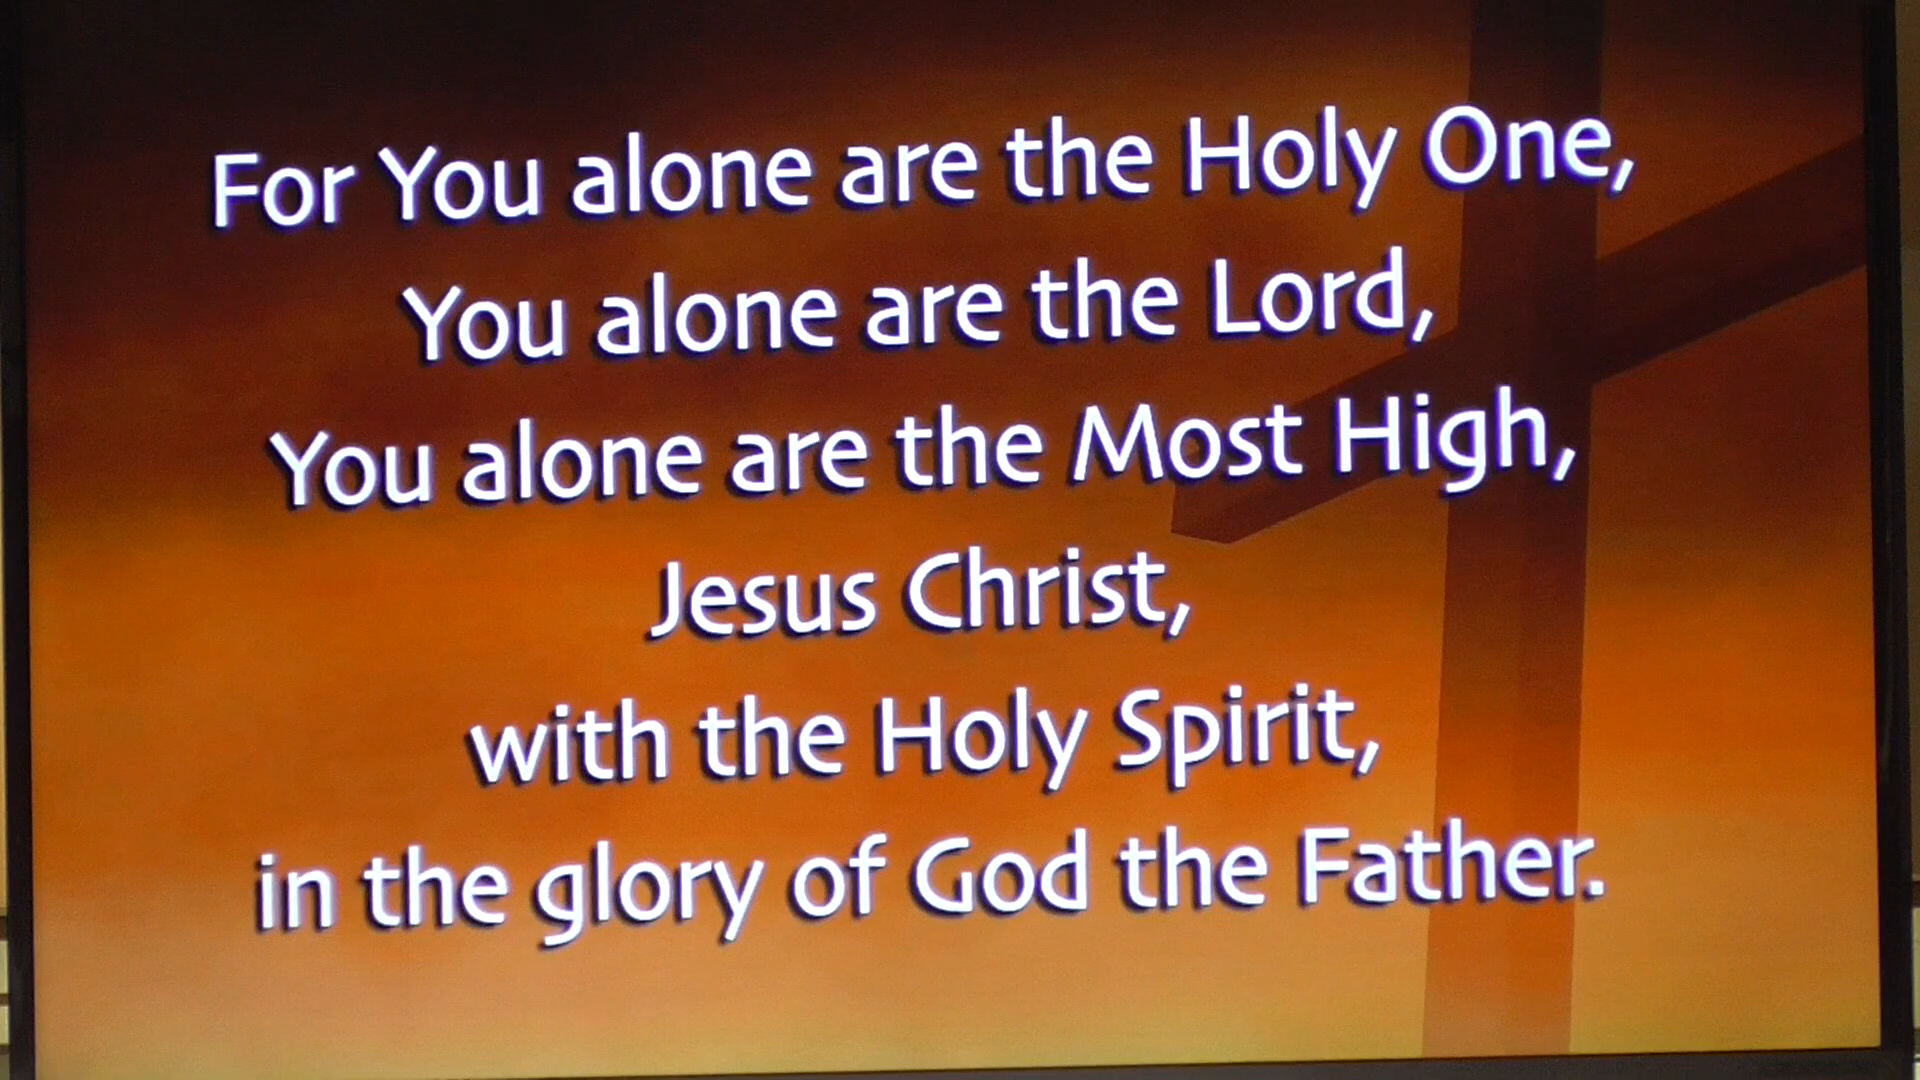 For You alone are the Holy One,
You alone are the Lord,
You alone are the Most High,
Jesus Christ,
with the Holy Spirit,
in the glory of God the Father.